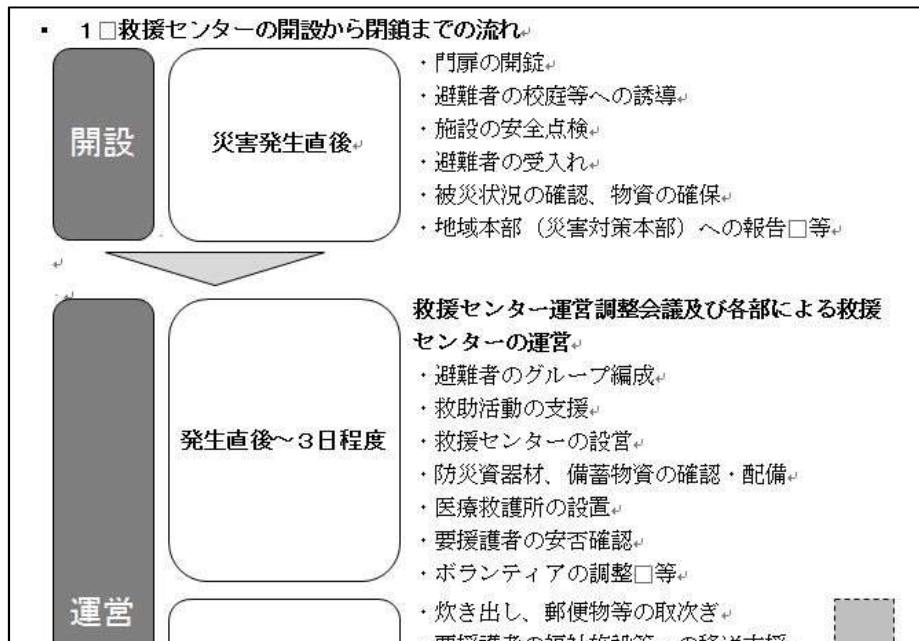 ▪ 1□救援センターの開設から閉鎖までの流れ↵
開設
災害発生直後↵
・門扉の開錠↵
・避難者の校庭等への誘導↵
・施設の安全点検↵
・避難者の受入れ↵
・被災状況の確認、物資の確保↵
・地域本部（災害対策本部）への報告□等↵
運営
発生直後～３日程度
救援センター運営調整会議及び各部による救援
センターの運営↵
・避難者のグループ編成↵
・救助活動の支援↵
・救援センターの設営↵
・防災資器材、備蓄物資の確認・配備↵
・医療救護所の設置↵
・要援護者の安否確認↵
・ボランティアの調整□等↵
・炊き出し、郵便物等の取次ぎ↵